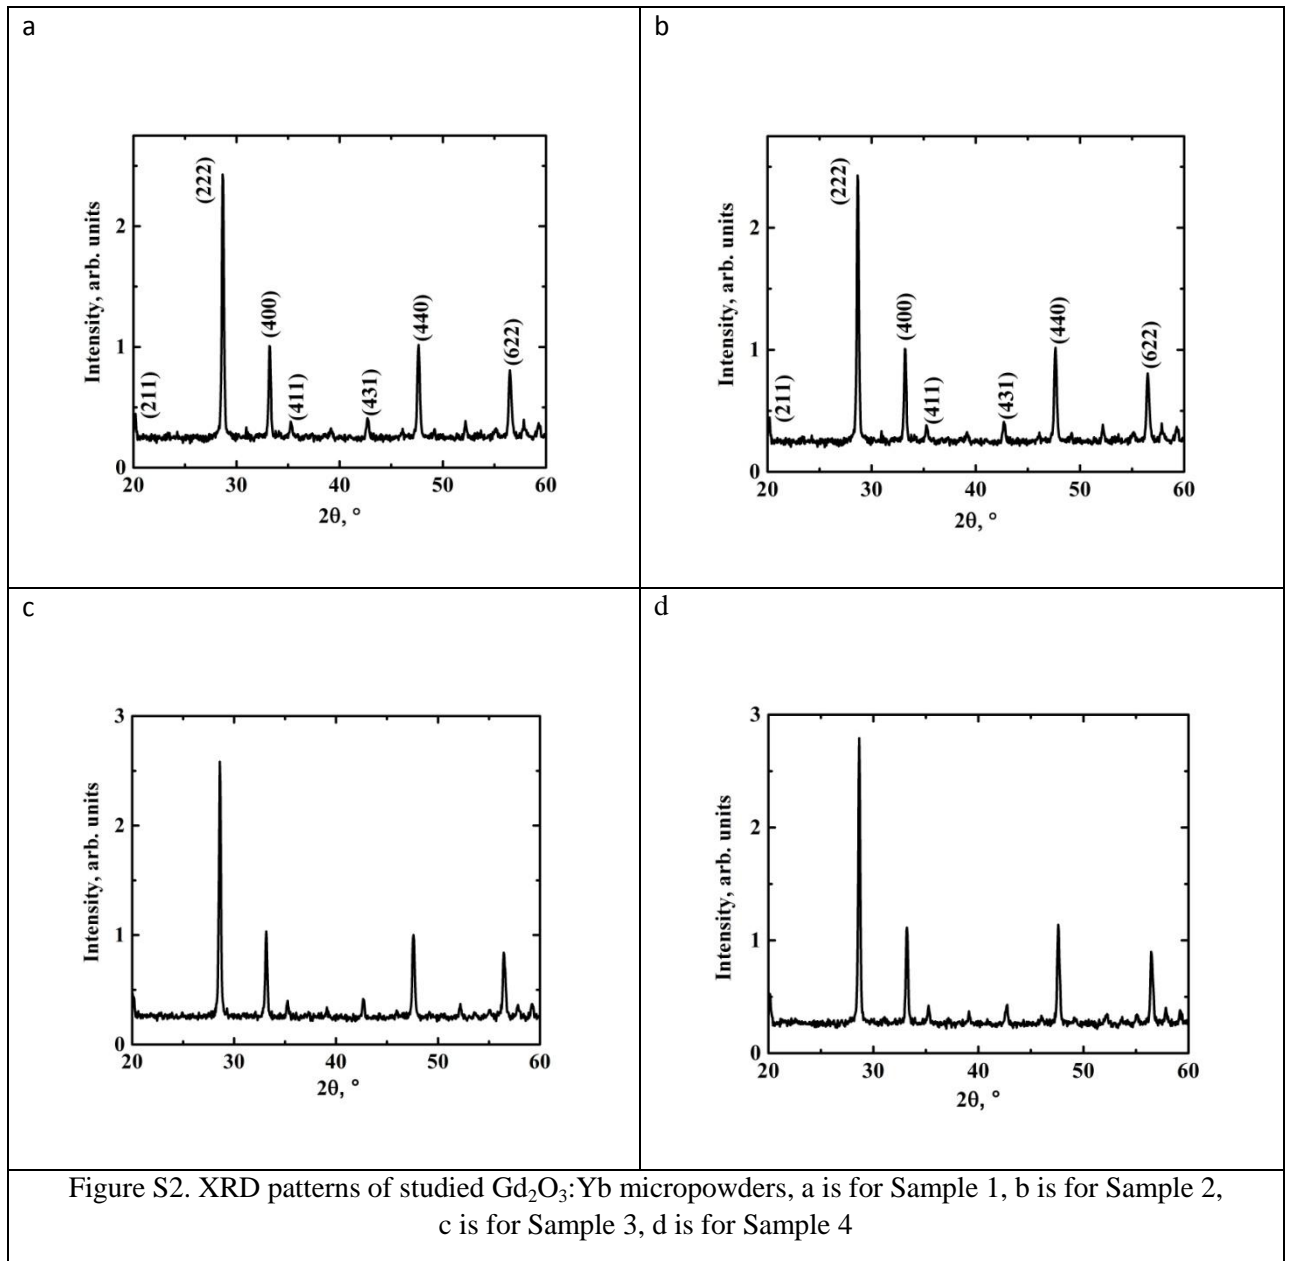 a
(222)
(400)
(440)
(622)
(211)
(411)
(431)
Intensity, arb. units
2
1
0
20 30 40 50 60
2θ, °
b
(222)
(400)
(440)
(622)
(211)
(411)
(431)
Intensity, arb. units
2
1
0
20 30 40 50 60
2θ, °
c
Intensity, arb. units
3
2
1
0
20 30 40 50 60
2θ, °
d
Intensity, arb. units
3
2
1
0
20 30 40 50 60
2θ, °
Figure S2. XRD patterns of studied Gd₂O₃:Yb micropowders, a is for Sample 1, b is for Sample 2,
c is for Sample 3, d is for Sample 4